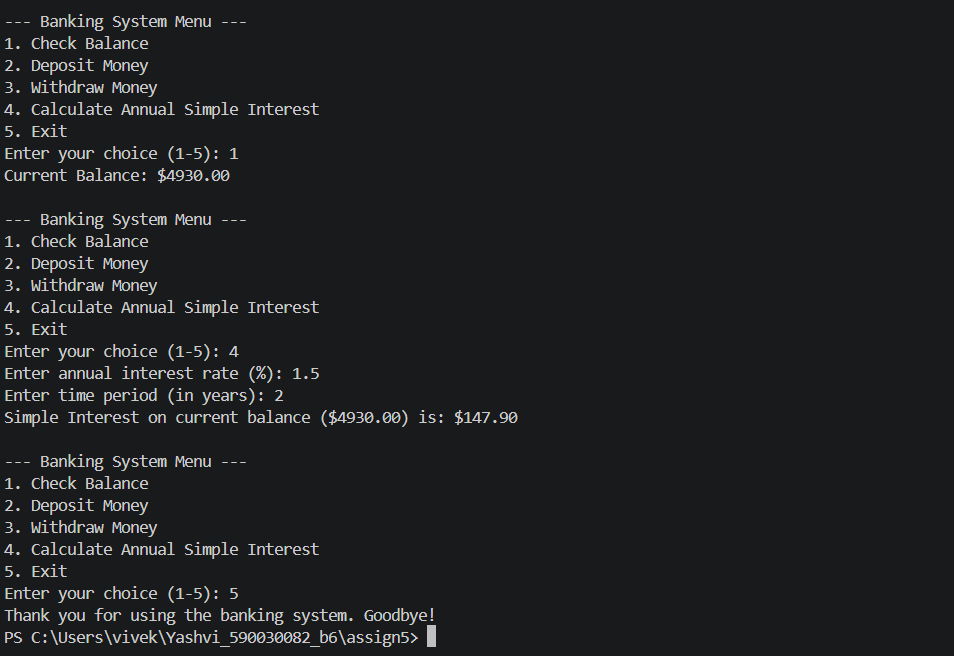 --- Banking System Menu ---
1. Check Balance
2. Deposit Money
3. Withdraw Money
4. Calculate Annual Simple Interest
5. Exit
Enter your choice (1-5): 1
Current Balance: $4930.00

--- Banking System Menu ---
1. Check Balance
2. Deposit Money
3. Withdraw Money
4. Calculate Annual Simple Interest
5. Exit
Enter your choice (1-5): 4
Enter annual interest rate (%): 1.5
Enter time period (in years): 2
Simple Interest on current balance ($4930.00) is: $147.90

--- Banking System Menu ---
1. Check Balance
2. Deposit Money
3. Withdraw Money
4. Calculate Annual Simple Interest
5. Exit
Enter your choice (1-5): 5
Thank you for using the banking system. Goodbye!
PS C:\Users\vivek\Yashvi_590030082_b6\assign5>